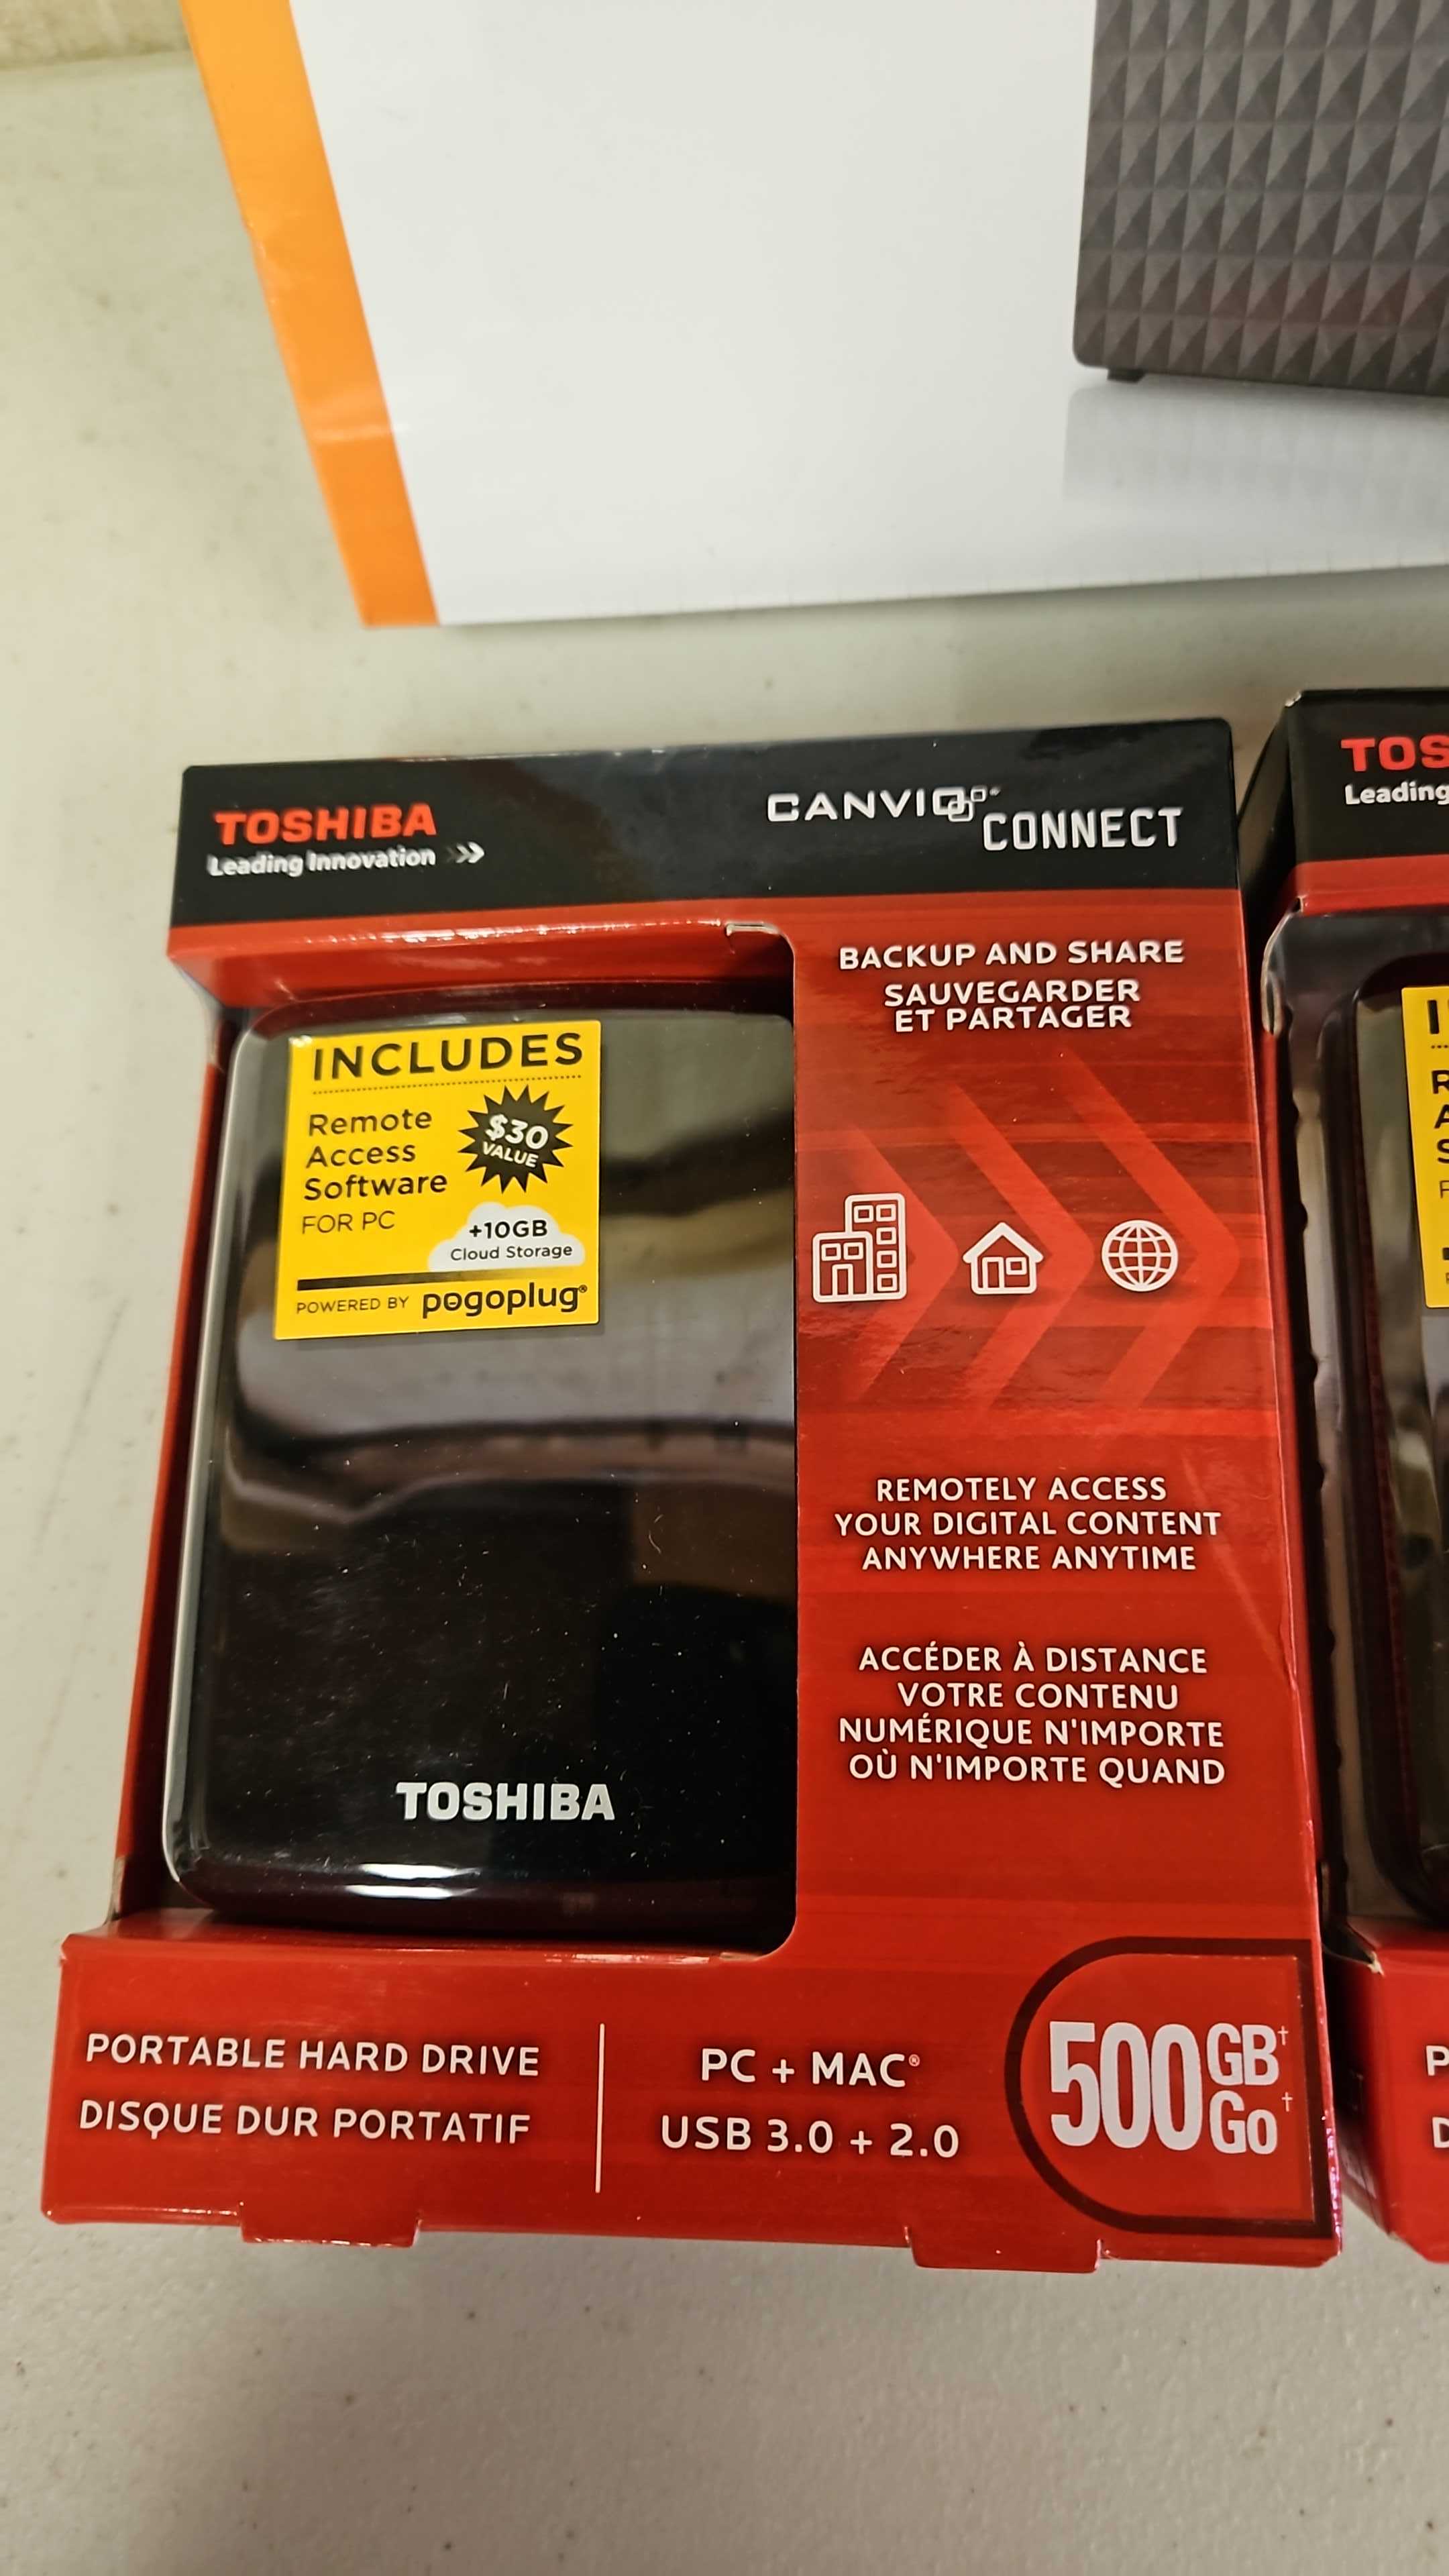 TOSHIBA
Leading Innovation >>>
CANVIO®
CONNECT
BACKUP AND SHARE
SAUVEGARDER
ET PARTAGER
INCLUDES
Remote
Access
Software
FOR PC
$30
VALUE
+10GB
Cloud Storage
POWERED BY pogoplug®
REMOTELY ACCESS
YOUR DIGITAL CONTENT
ANYWHERE ANYTIME
ACCÉDER À DISTANCE
VOTRE CONTENU
NUMÉRIQUE N'IMPORTE
OÙ N'IMPORTE QUAND
TOSHIBA
PORTABLE HARD DRIVE
DISQUE DUR PORTATIF
PC + MAC®
USB 3.0 + 2.0
500 GB†
Go†
TOS
Leading